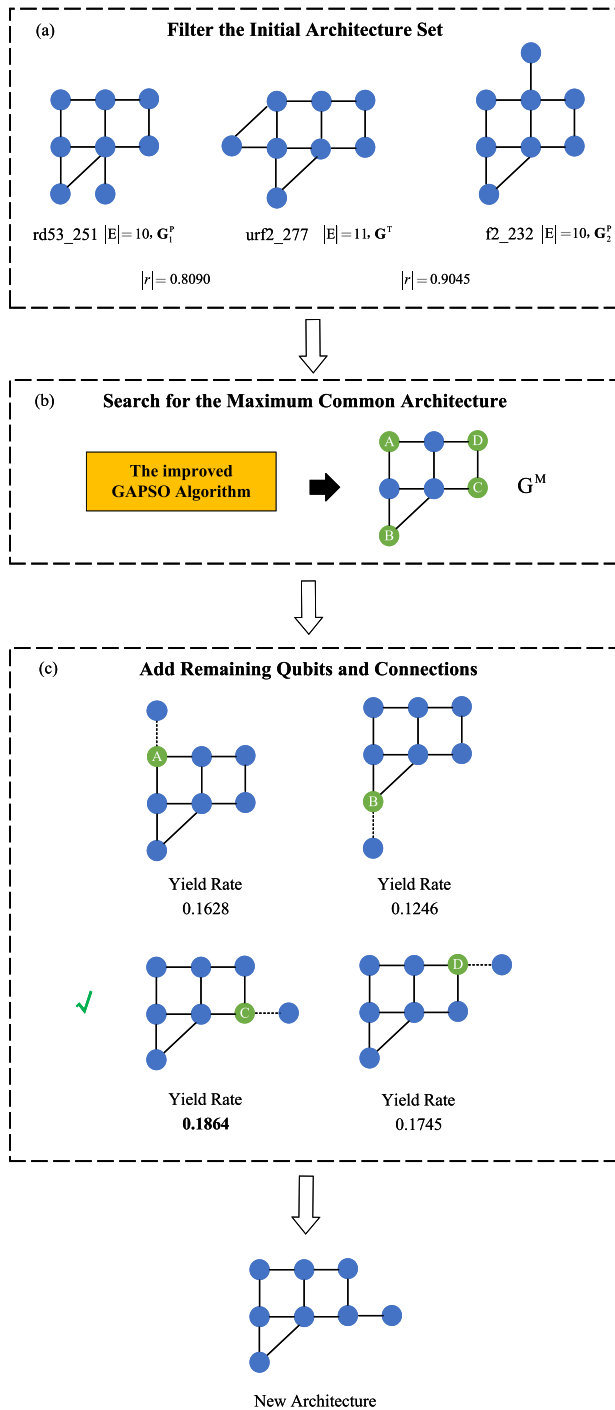 (a) Filter the Initial Architecture Set
rd53_251 |E|=10, G₁ᴾ
urf2_277 |E|=11, Gᵀ
f2_232 |E|=10, G₂ᴾ
|r|=0.8090
|r|=0.9045
(b) Search for the Maximum Common Architecture
The improved
GAPSO Algorithm
A
D
C
B
Gᴹ
(c) Add Remaining Qubits and Connections
A
B
Yield Rate
0.1628
Yield Rate
0.1246
C
D
√
Yield Rate
0.1864
Yield Rate
0.1745
New Architecture